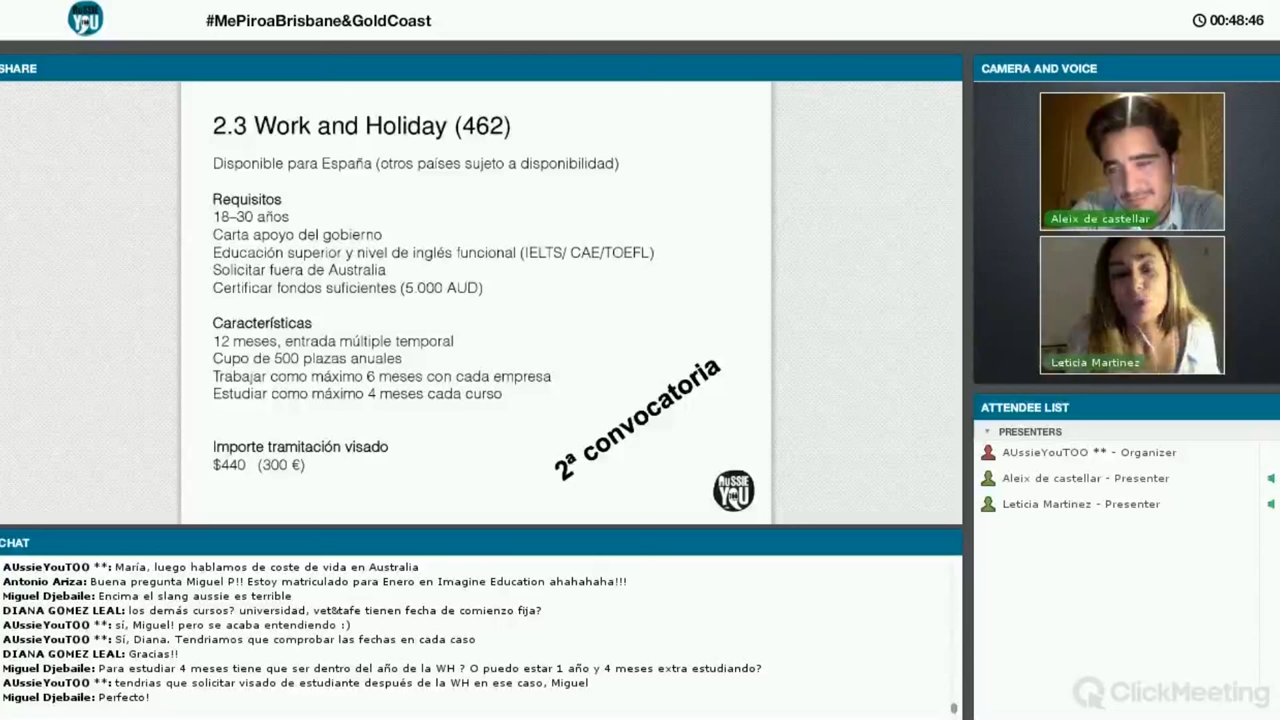 AUSSIE
YOU
#MePiroaBrisbane&GoldCoast
00:48:46
SHARE
2.3 Work and Holiday (462)
Disponible para España (otros países sujeto a disponibilidad)
Requisitos
18–30 años
Carta apoyo del gobierno
Educación superior y nivel de inglés funcional (IELTS/ CAE/TOEFL)
Solicitar fuera de Australia
Certificar fondos suficientes (5.000 AUD)
Características
12 meses, entrada múltiple temporal
Cupo de 500 plazas anuales
Trabajar como máximo 6 meses con cada empresa
Estudiar como máximo 4 meses cada curso
2ª convocatoria
Importe tramitación visado
$440 (300 €)
AUSSIE
YOU
CAMERA AND VOICE
Aleix de castellar
Leticia Martinez
ATTENDEE LIST
PRESENTERS
AUssieYouTOO ** - Organizer
Aleix de castellar - Presenter
Leticia Martinez - Presenter
CHAT
AUssieYouTOO **: María, luego hablamos de coste de vida en Australia
Antonio Ariza: Buena pregunta Miguel P!! Estoy matriculado para Enero en Imagine Education ahahahaha!!!
Miguel Djebaile: Encima el slang aussie es terrible
DIANA GOMEZ LEAL: los demás cursos? universidad, vet&tafe tienen fecha de comienzo fija?
AUssieYouTOO **: sí, Miguel! pero se acaba entendiendo :)
AUssieYouTOO **: Sí, Diana. Tendriamos que comprobar las fechas en cada caso
DIANA GOMEZ LEAL: Gracias!!
Miguel Djebaile: Para estudiar 4 meses tiene que ser dentro del año de la WH ? O puedo estar 1 año y 4 meses extra estudiando?
AUssieYouTOO **: tendrias que solicitar visado de estudiante después de la WH en ese caso, Miguel
Miguel Djebaile: Perfecto!
ClickMeeting